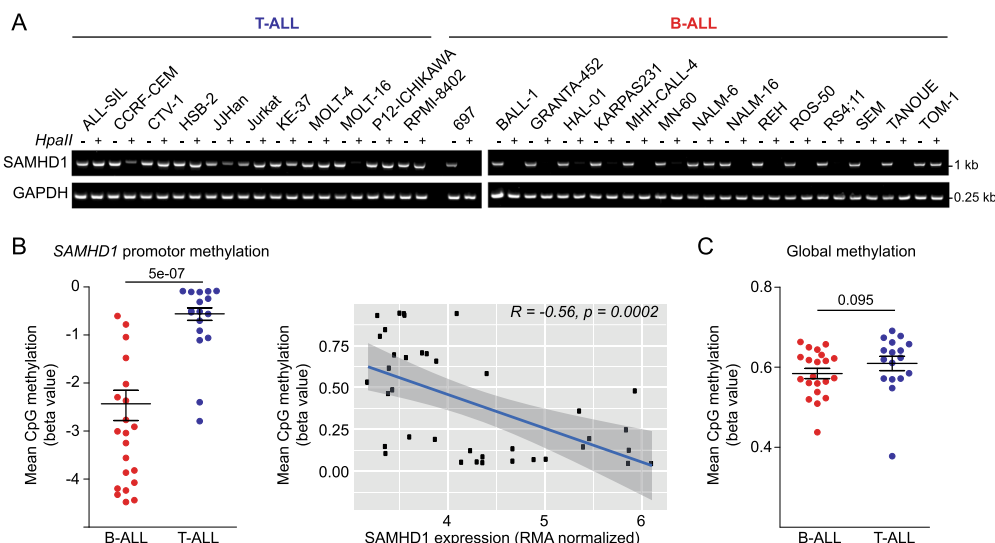 A
T-ALL
B-ALL
ALL-SIL
CCRF-CEM
CTV-1
HSB-2
JJHan
Jurkat
KE-37
MOLT-4
MOLT-16
P12-ICHIKAWA
RPMI-8402
697
BALL-1
GRANTA-452
HAL-01
KARPAS231
MHH-CALL-4
MN-60
NALM-6
NALM-16
REH
ROS-50
RS4;11
SEM
TANOUE
TOM-1
HpaII - + - + - + - + - + - + - + - + - + - + - + - + - + - + - + - + - + - + - + - + - + - + - + - + - + - +
SAMHD1
-1 kb
GAPDH
-0.25 kb
B
SAMHD1 promotor methylation
5e-07
Mean CpG methylation
(beta value)
0
-1
-2
-3
-4
B-ALL T-ALL
R = -0.56, p = 0.0002
Mean CpG methylation
(beta value)
0.75
0.50
0.25
0.00
4 5 6
SAMHD1 expression (RMA normalized)
C
Global methylation
0.095
Mean CpG methylation
(beta value)
0.8
0.6
0.4
B-ALL T-ALL